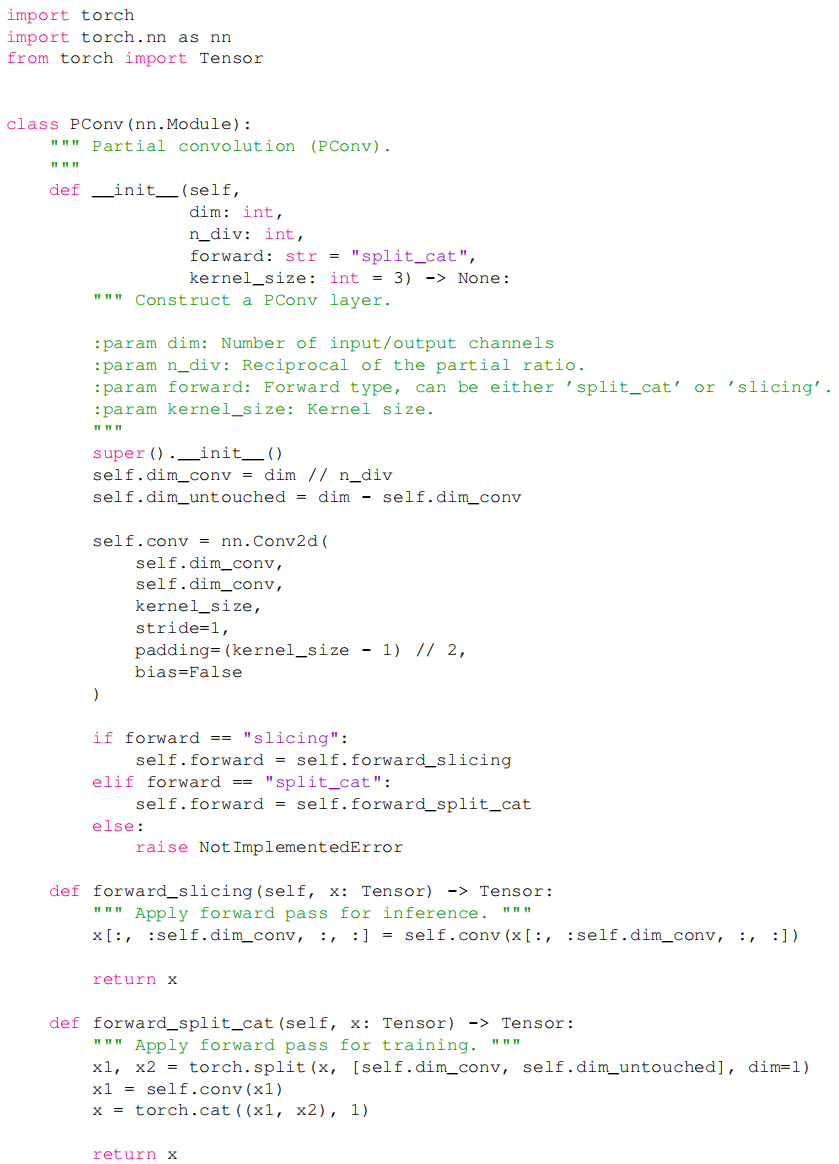 import torch
import torch.nn as nn
from torch import Tensor
class PConv(nn.Module):
    """ Partial convolution (PConv).
    """
    def __init__(self,
                 dim: int,
                 n_div: int,
                 forward: str = "split_cat",
                 kernel_size: int = 3) -> None:
        """ Construct a PConv layer.
        :param dim: Number of input/output channels
        :param n_div: Reciprocal of the partial ratio.
        :param forward: Forward type, can be either ’split_cat’ or ’slicing’.
        :param kernel_size: Kernel size.
        """
        super().__init__()
        self.dim_conv = dim // n_div
        self.dim_untouched = dim - self.dim_conv
        self.conv = nn.Conv2d(
            self.dim_conv,
            self.dim_conv,
            kernel_size,
            stride=1,
            padding=(kernel_size - 1) // 2,
            bias=False
        )
        if forward == "slicing":
            self.forward = self.forward_slicing
        elif forward == "split_cat":
            self.forward = self.forward_split_cat
        else:
            raise NotImplementedError
    def forward_slicing(self, x: Tensor) -> Tensor:
        """ Apply forward pass for inference. """
        x[:, :self.dim_conv, :, :] = self.conv(x[:, :self.dim_conv, :, :])
        return x
    def forward_split_cat(self, x: Tensor) -> Tensor:
        """ Apply forward pass for training. """
        x1, x2 = torch.split(x, [self.dim_conv, self.dim_untouched], dim=1)
        x1 = self.conv(x1)
        x = torch.cat((x1, x2), 1)
        return x